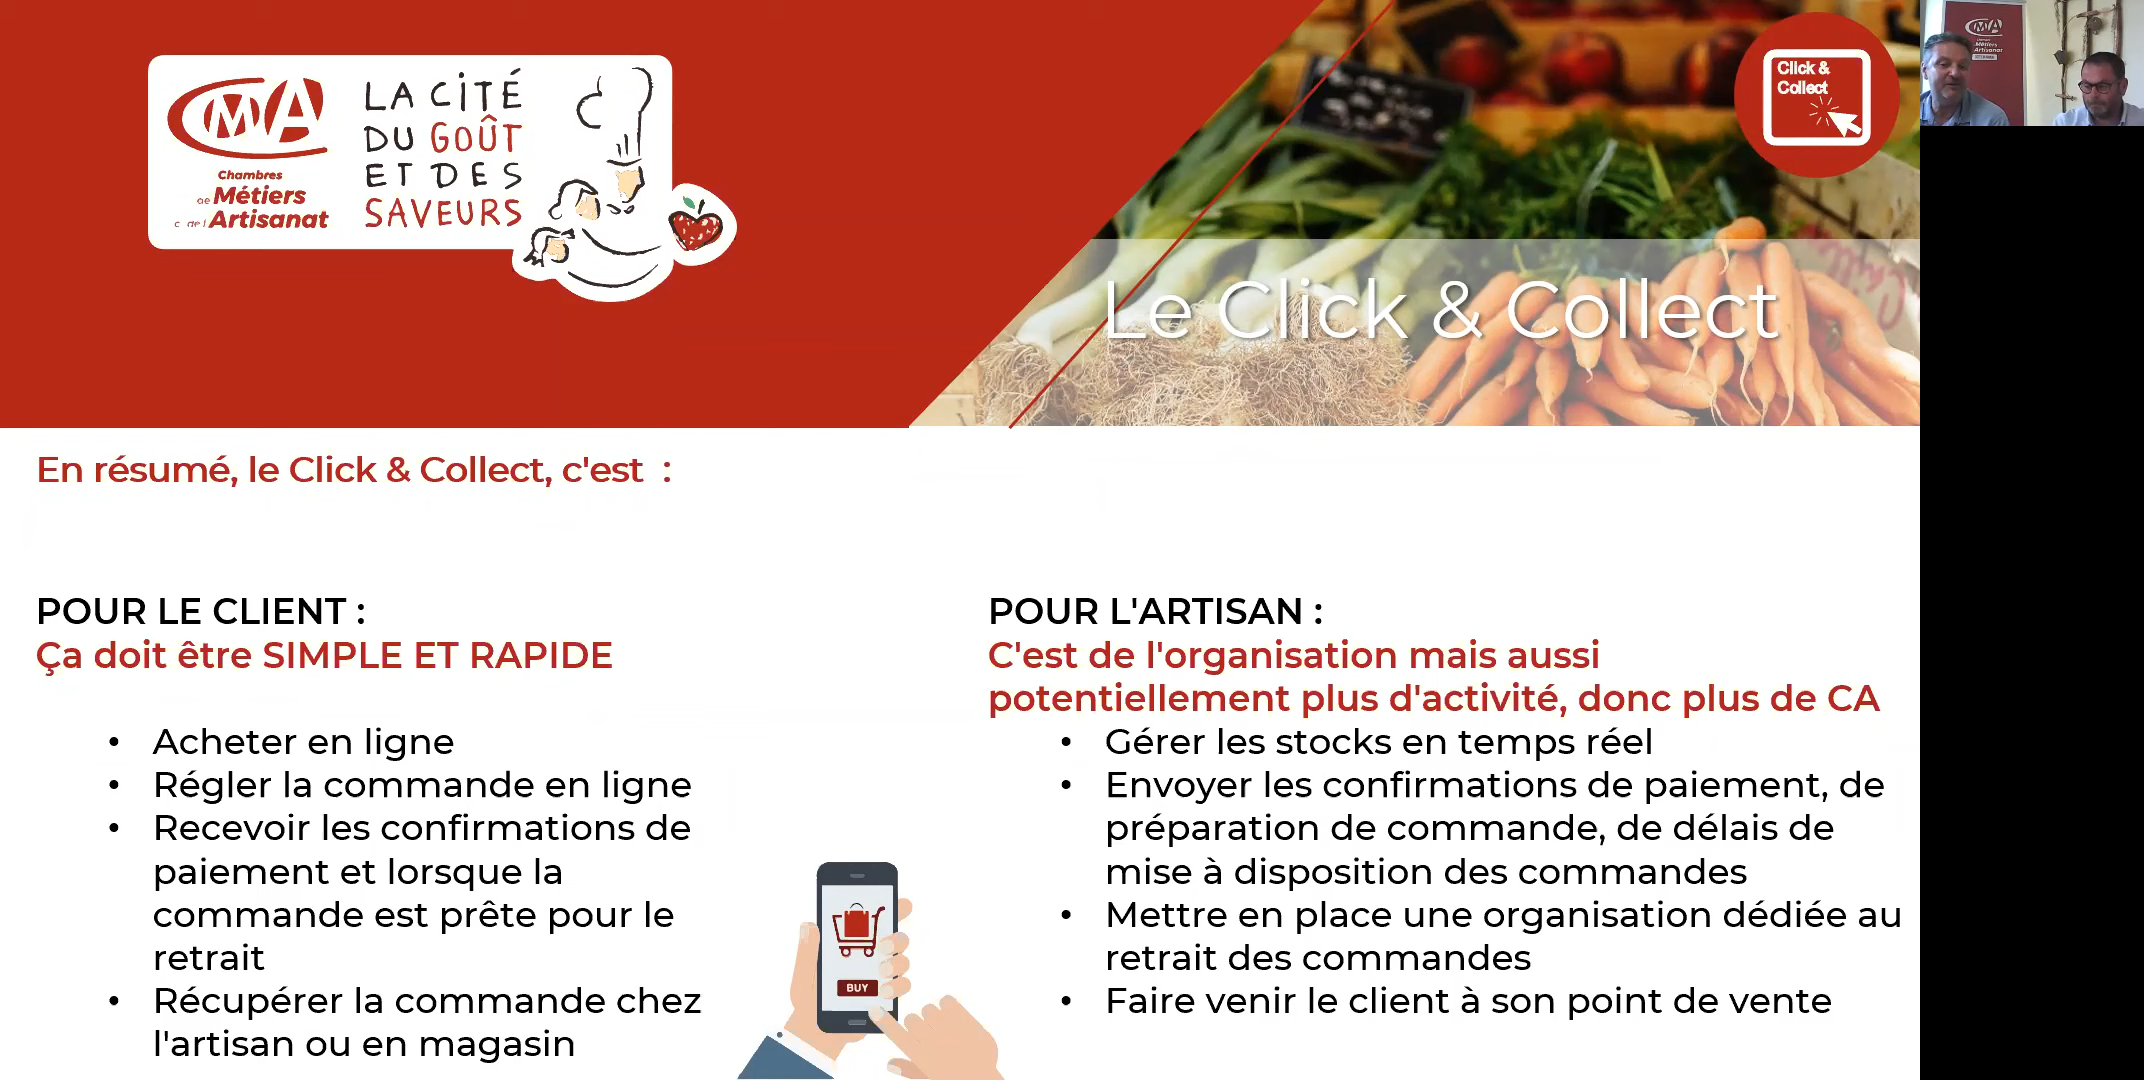 CMA
Chambres
de Métiers
et de l'Artisanat
LA CITÉ
DU GOÛT
ET DES
SAVEURS
Click &
Collect
Le Click & Collect
CMA
Métiers
Artisanat
En résumé, le Click & Collect, c'est :
POUR LE CLIENT :
Ça doit être SIMPLE ET RAPIDE
• Acheter en ligne
• Régler la commande en ligne
• Recevoir les confirmations de
paiement et lorsque la
commande est prête pour le
retrait
• Récupérer la commande chez
l'artisan ou en magasin
BUY
POUR L'ARTISAN :
C'est de l'organisation mais aussi
potentiellement plus d'activité, donc plus de CA
• Gérer les stocks en temps réel
• Envoyer les confirmations de paiement, de
préparation de commande, de délais de
mise à disposition des commandes
• Mettre en place une organisation dédiée au
retrait des commandes
• Faire venir le client à son point de vente